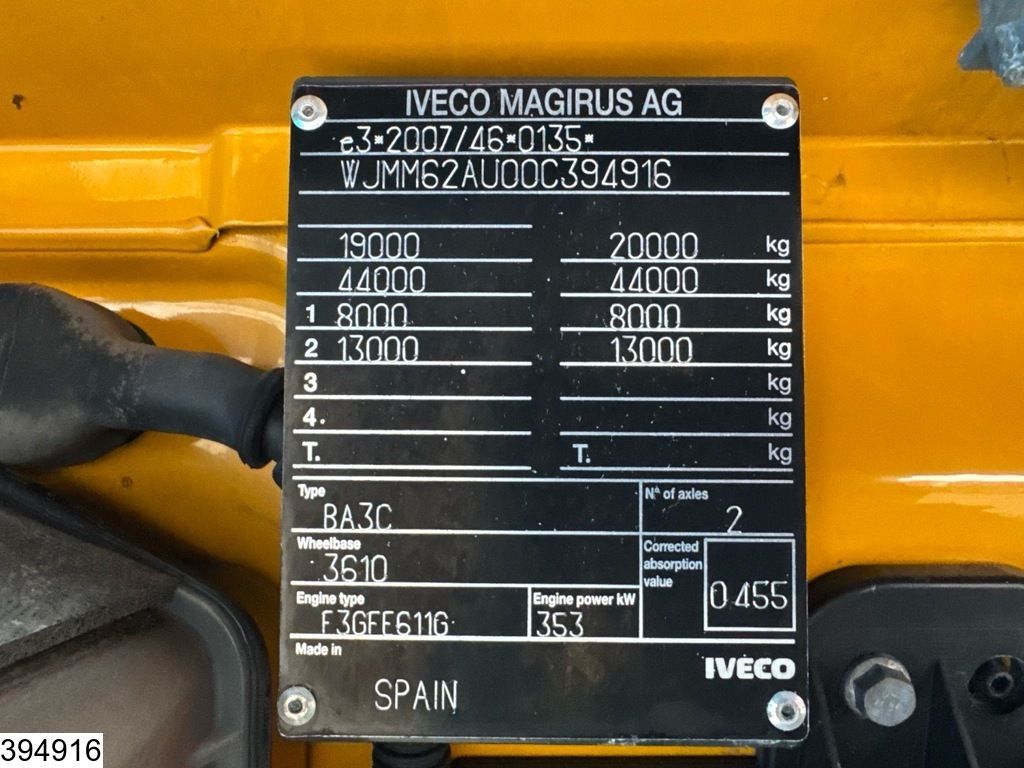 IVECO MAGIRUS AG
e3*2007/46*0135*
WJMM62AU00C394916
19000 20000 kg
44000 44000 kg
1 8000 8000 kg
2 13000 13000 kg
3 kg
4. kg
T. T. kg
Type Nº of axles
BA3C 2
Wheelbase Corrected absorption value
3610 0.455
Engine type Engine power kW
F3GFE611G 353
Made in IVECO
SPAIN
394916